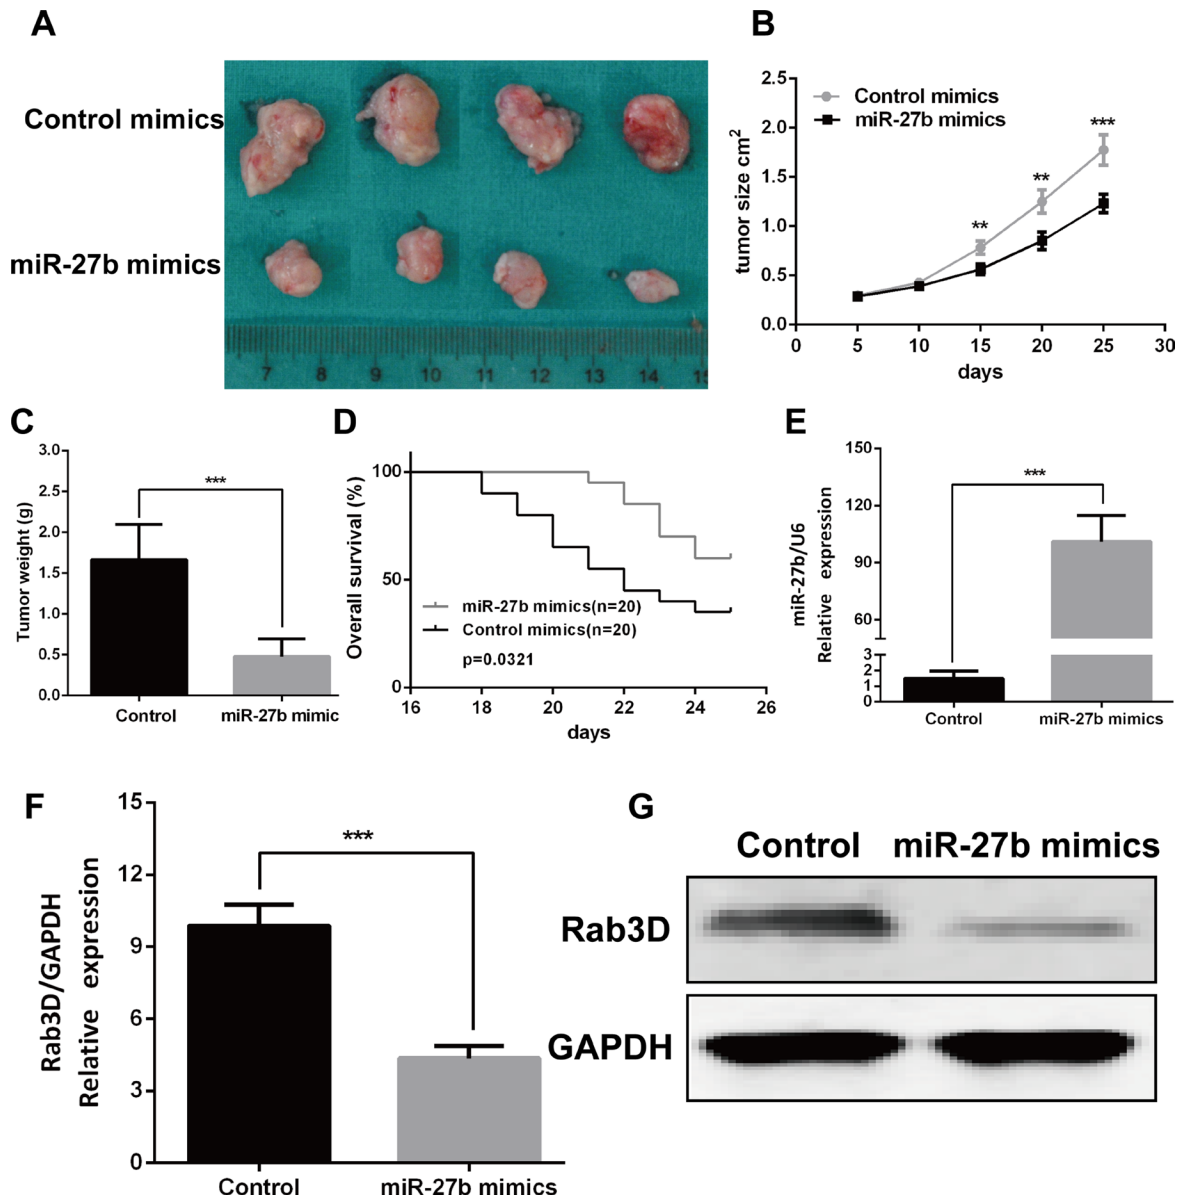 A
Control mimics
miR-27b mimics
7 8 9 10 11 12 13 14 15
B
tumor size cm2
2.5
2.0
1.5
1.0
0.5
0.0
Control mimics
miR-27b mimics
**
**
***
0 5 10 15 20 25 30
days
C
Tumor weight (g)
3.0
2.5
2.0
1.5
1.0
0.5
0.0
***
Control miR-27b mimic
D
Overall survival (%)
100
50
0
miR-27b mimics(n=20)
Control mimics(n=20)
p=0.0321
16 18 20 22 24 26
days
E
miR-27b/U6
Relative expression
150
120
90
60
3
2
1
0
***
Control miR-27b mimics
F
Rab3D/GAPDH
Relative expression
15
12
9
6
3
0
***
Control miR-27b mimics
G
Control miR-27b mimics
Rab3D
GAPDH